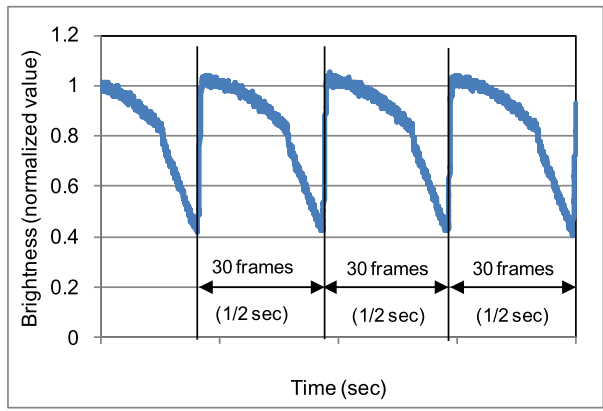 Brightness (normalized value)
1.2
1
0.8
0.6
0.4
0.2
0
30 frames
(1/2 sec)
30 frames
(1/2 sec)
30 frames
(1/2 sec)
Time (sec)